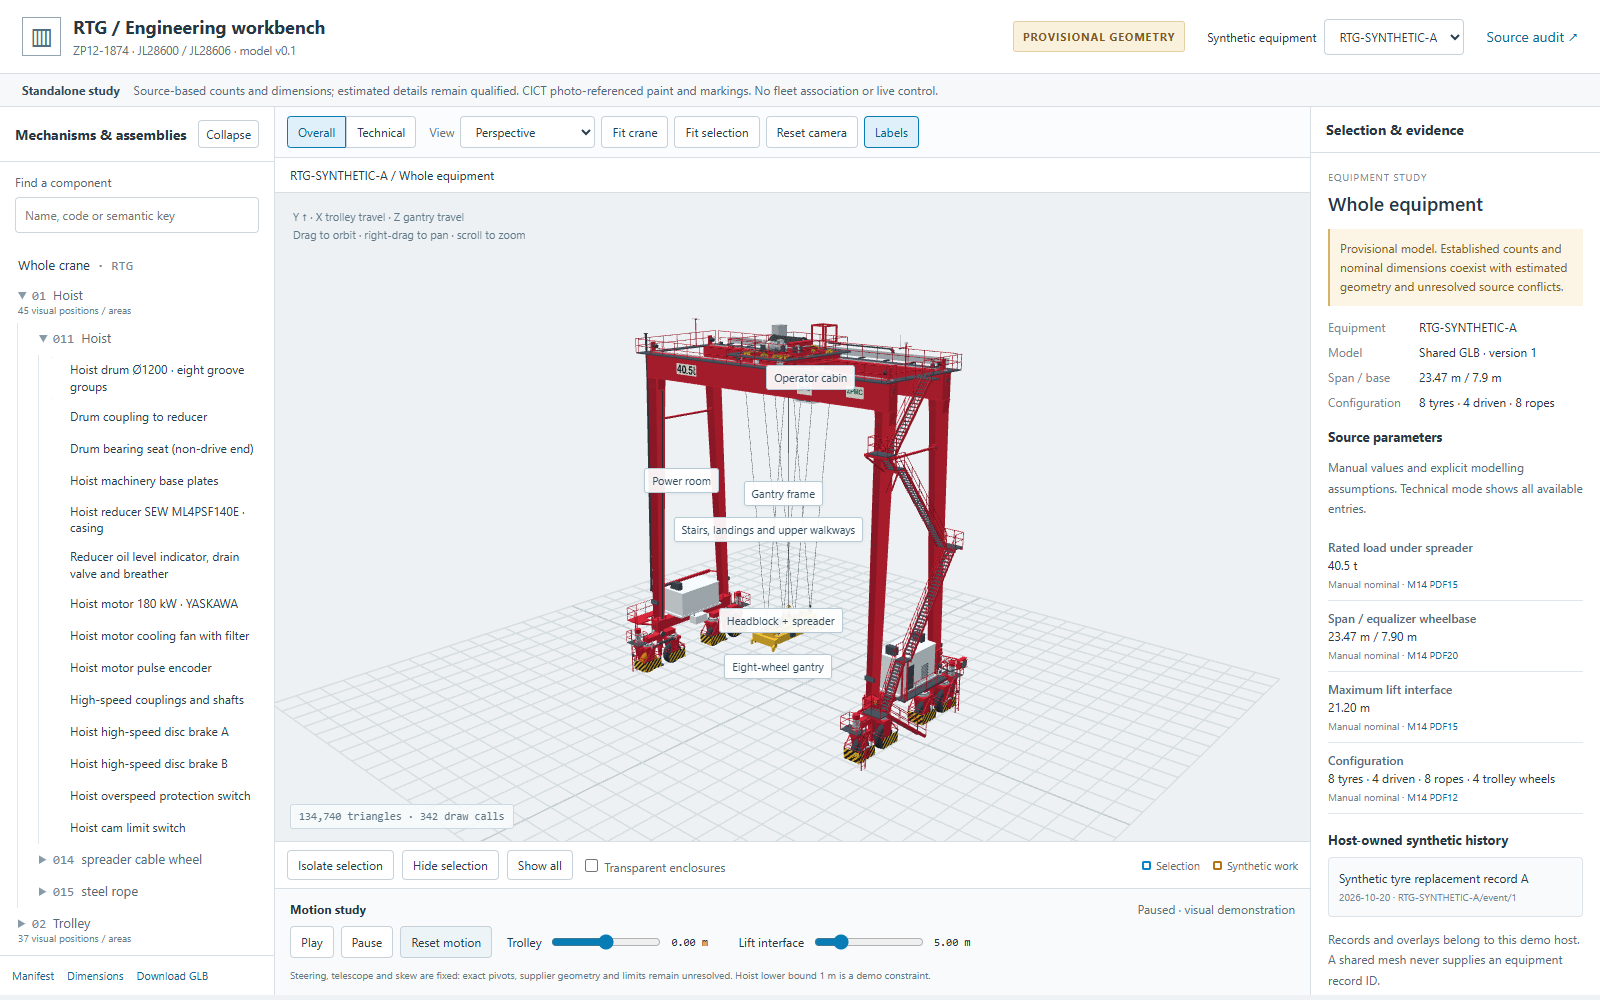 RTG / Engineering workbench
ZP12-1874 · JL28600 / JL28606 · model v0.1
PROVISIONAL GEOMETRY
Synthetic equipment
RTG-SYNTHETIC-A
Source audit ↗
Standalone study
Source-based counts and dimensions; estimated details remain qualified. CICT photo-referenced paint and markings. No fleet association or live control.
Mechanisms & assemblies
Collapse
Find a component
Name, code or semantic key
Whole crane · RTG
▼ 01 Hoist
45 visual positions / areas
▼ 011 Hoist
Hoist drum Ø1200 · eight groove
groups
Drum coupling to reducer
Drum bearing seat (non-drive end)
Hoist machinery base plates
Hoist reducer SEW ML4PSF140E ·
casing
Reducer oil level indicator, drain
valve and breather
Hoist motor 180 kW · YASKAWA
Hoist motor cooling fan with filter
Hoist motor pulse encoder
High-speed couplings and shafts
Hoist high-speed disc brake A
Hoist high-speed disc brake B
Hoist overspeed protection switch
Hoist cam limit switch
▶ 014 spreader cable wheel
▶ 015 steel rope
▶ 02 Trolley
37 visual positions / areas
Manifest
Dimensions
Download GLB
Overall
Technical
View
Perspective
Fit crane
Fit selection
Reset camera
Labels
RTG-SYNTHETIC-A / Whole equipment
Y ↑ · X trolley travel · Z gantry travel
Drag to orbit · right-drag to pan · scroll to zoom
40.5t
Operator cabin
ZPMC
Power room
Gantry frame
Stairs, landings and upper walkways
Headblock + spreader
Eight-wheel gantry
134,740 triangles · 342 draw calls
Isolate selection
Hide selection
Show all
Transparent enclosures
Selection
Synthetic work
Motion study
Paused · visual demonstration
Play
Pause
Reset motion
Trolley
0.00 m
Lift interface
5.00 m
Steering, telescope and skew are fixed: exact pivots, supplier geometry and limits remain unresolved. Hoist lower bound 1 m is a demo constraint.
Selection & evidence
EQUIPMENT STUDY
Whole equipment
Provisional model. Established counts and
nominal dimensions coexist with estimated
geometry and unresolved source conflicts.
Equipment RTG-SYNTHETIC-A
Model Shared GLB · version 1
Span / base 23.47 m / 7.9 m
Configuration 8 tyres · 4 driven · 8 ropes
Source parameters
Manual values and explicit modelling
assumptions. Technical mode shows all available
entries.
Rated load under spreader
40.5 t
Manual nominal · M14 PDF15
Span / equalizer wheelbase
23.47 m / 7.90 m
Manual nominal · M14 PDF20
Maximum lift interface
21.20 m
Manual nominal · M14 PDF15
Configuration
8 tyres · 4 driven · 8 ropes · 4 trolley wheels
Manual nominal · M14 PDF12
Host-owned synthetic history
Synthetic tyre replacement record A
2026-10-20 · RTG-SYNTHETIC-A/event/1
Records and overlays belong to this demo host.
A shared mesh never supplies an equipment
record ID.